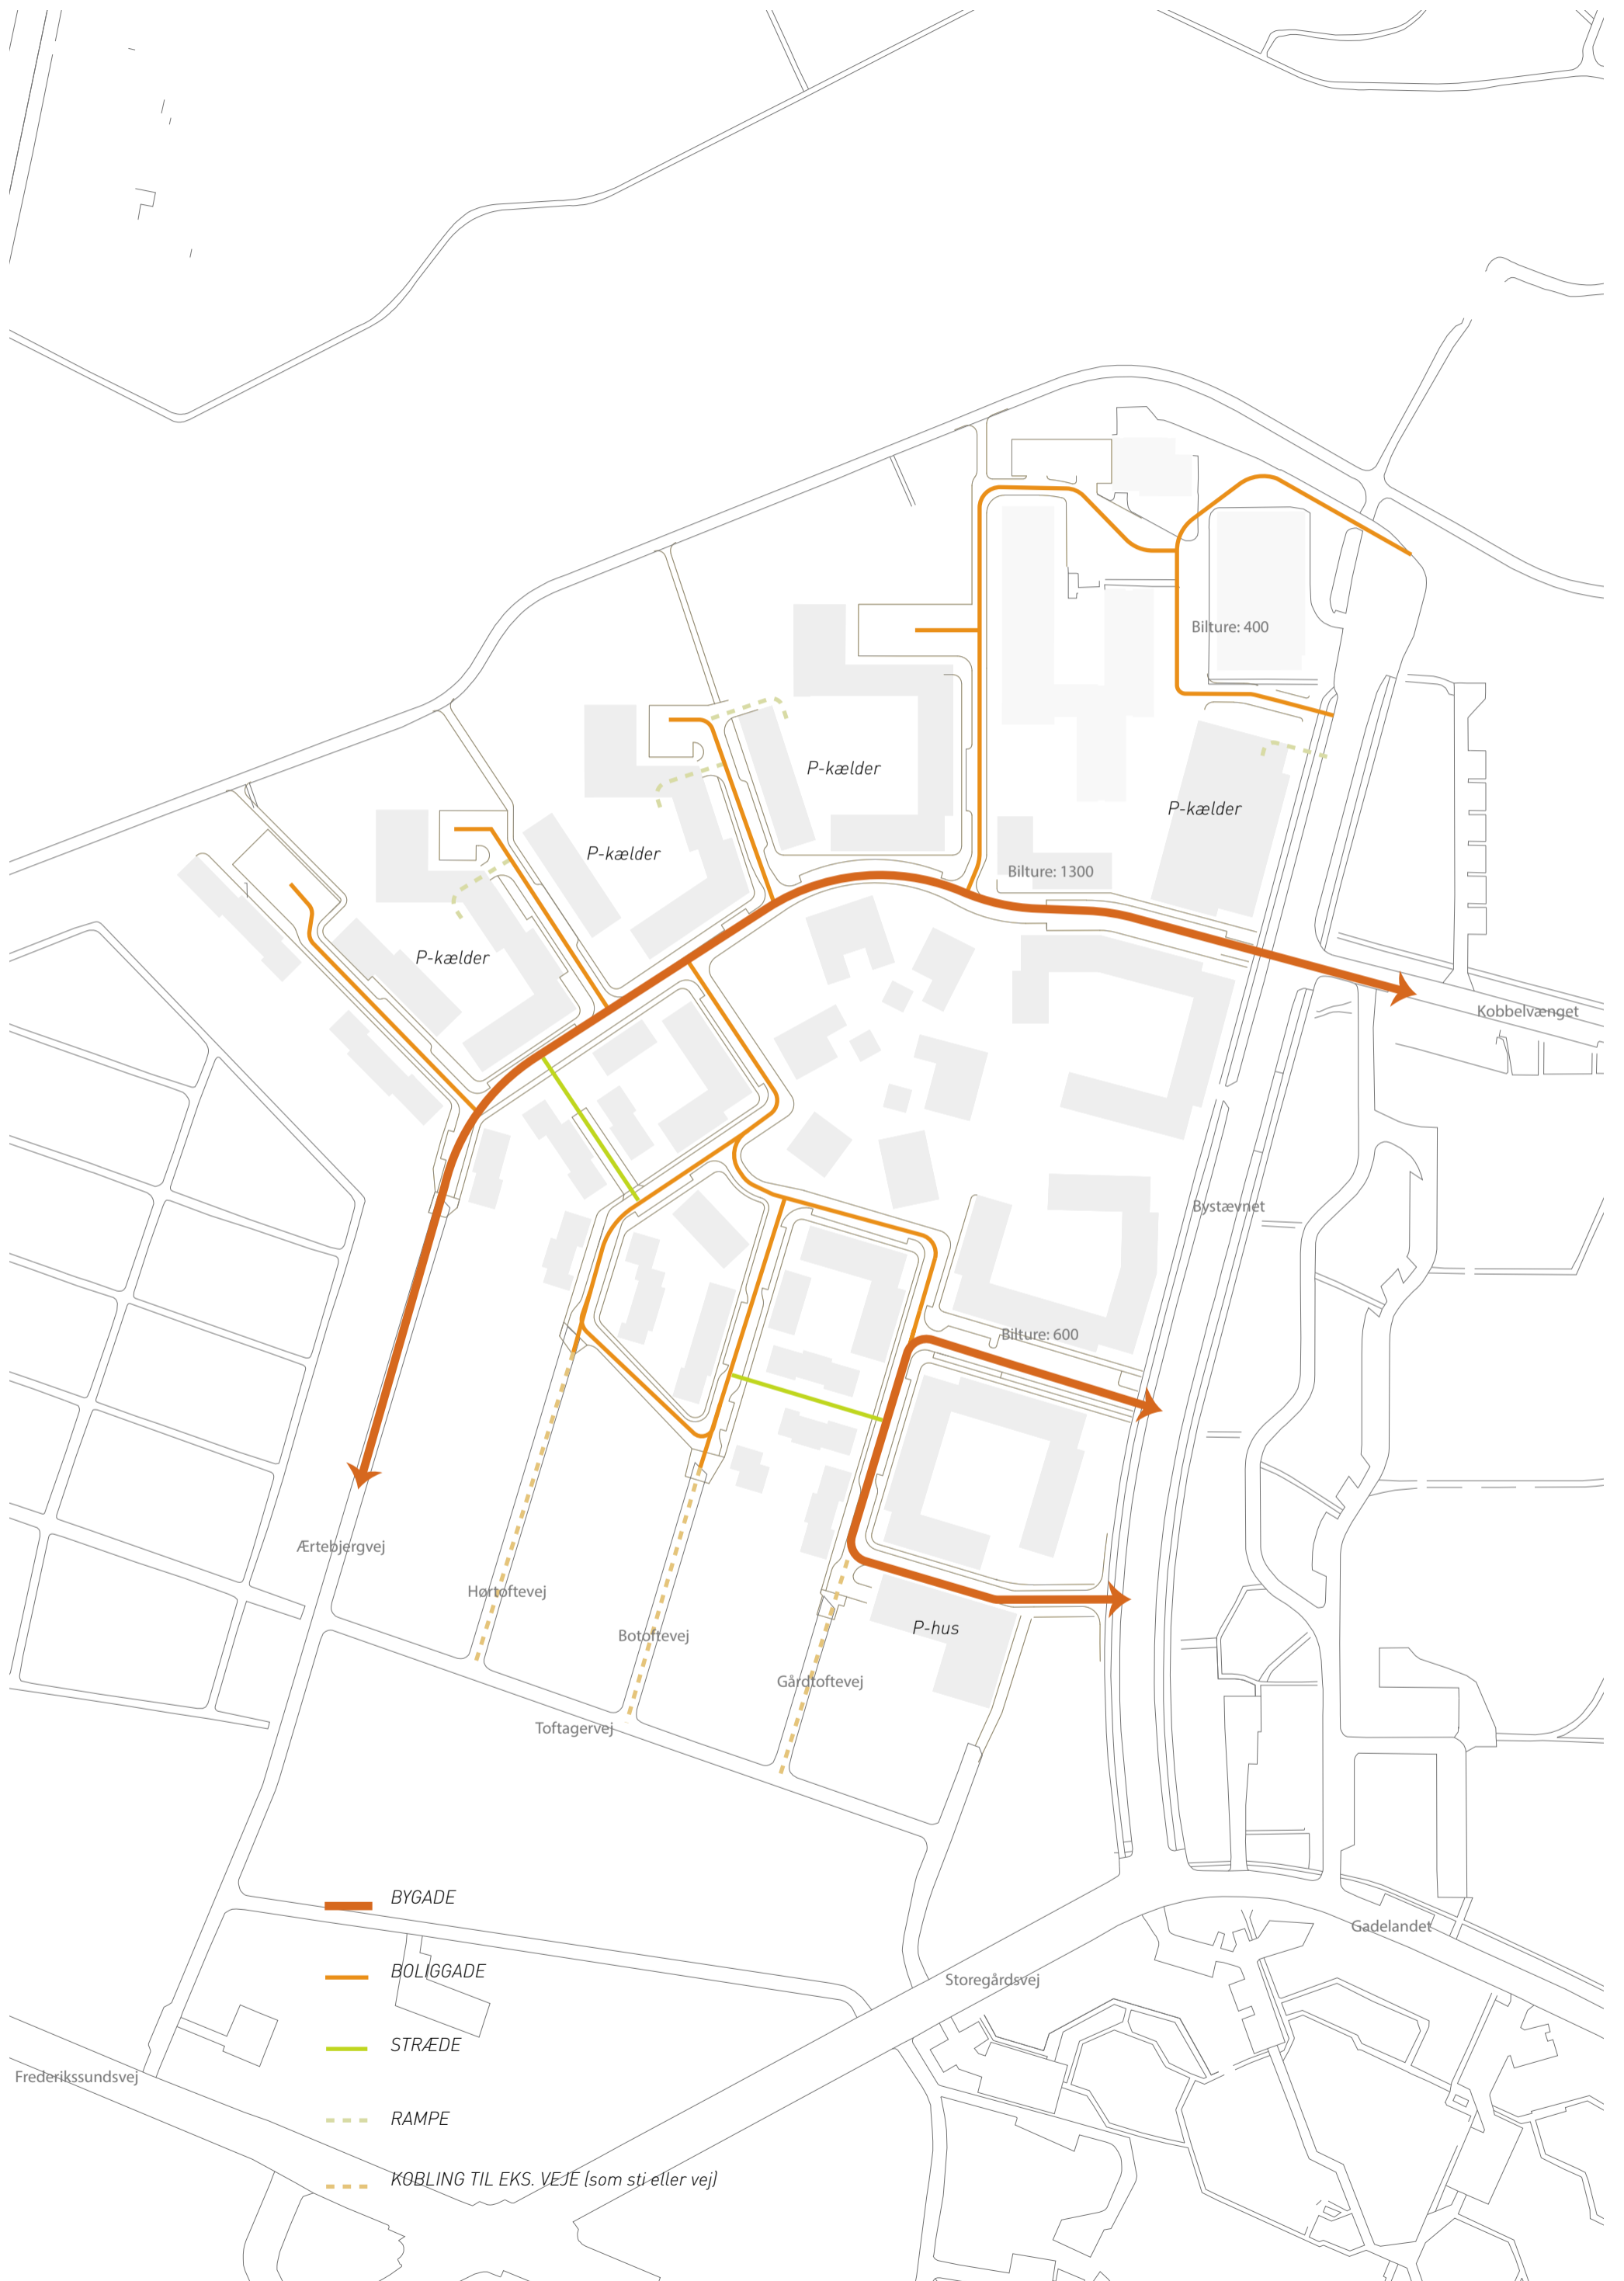 Bilture: 400
P-kælder
P-kælder
P-kælder
Bilture: 1300
P-kælder
Kobbelvænget
Bystævnet
Bilture: 600
Ærtebjergvej
Hørtoftevej
P-hus
Botoftevej
Gårdtoftevej
Toftagervej
BYGADE
Gadelandet
BOLIGGADE
Storegårdsvej
STRÆDE
Frederikssundsvej
RAMPE
KOBLING TIL EKS. VEJE (som sti eller vej)